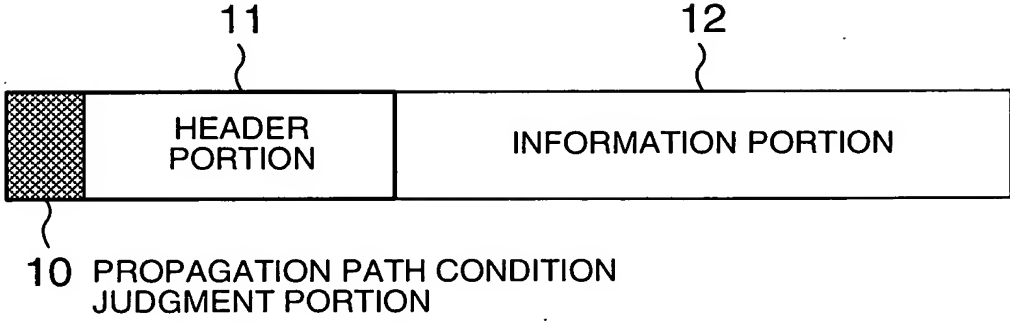 11
12
HEADER
PORTION
INFORMATION PORTION
10 PROPAGATION PATH CONDITION
JUDGMENT PORTION